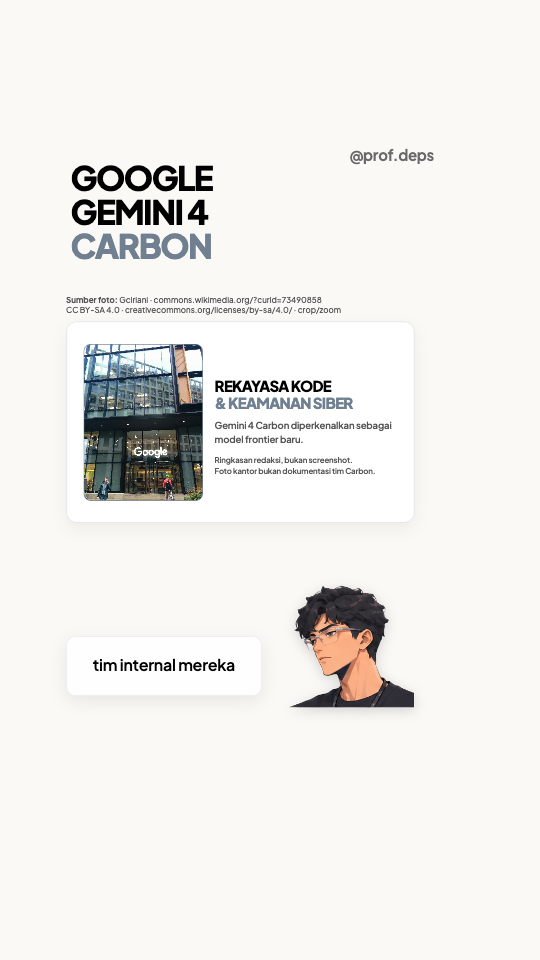 @prof.deps
GOOGLE
GEMINI 4
CARBON
Sumber foto: Gciriani · commons.wikimedia.org/?curid=73490858
CC BY-SA 4.0 · creativecommons.org/licenses/by-sa/4.0/ · crop/zoom
Google
REKAYASA KODE
& KEAMANAN SIBER
Gemini 4 Carbon diperkenalkan sebagai
model frontier baru.
Ringkasan redaksi, bukan screenshot.
Foto kantor bukan dokumentasi tim Carbon.
tim internal mereka